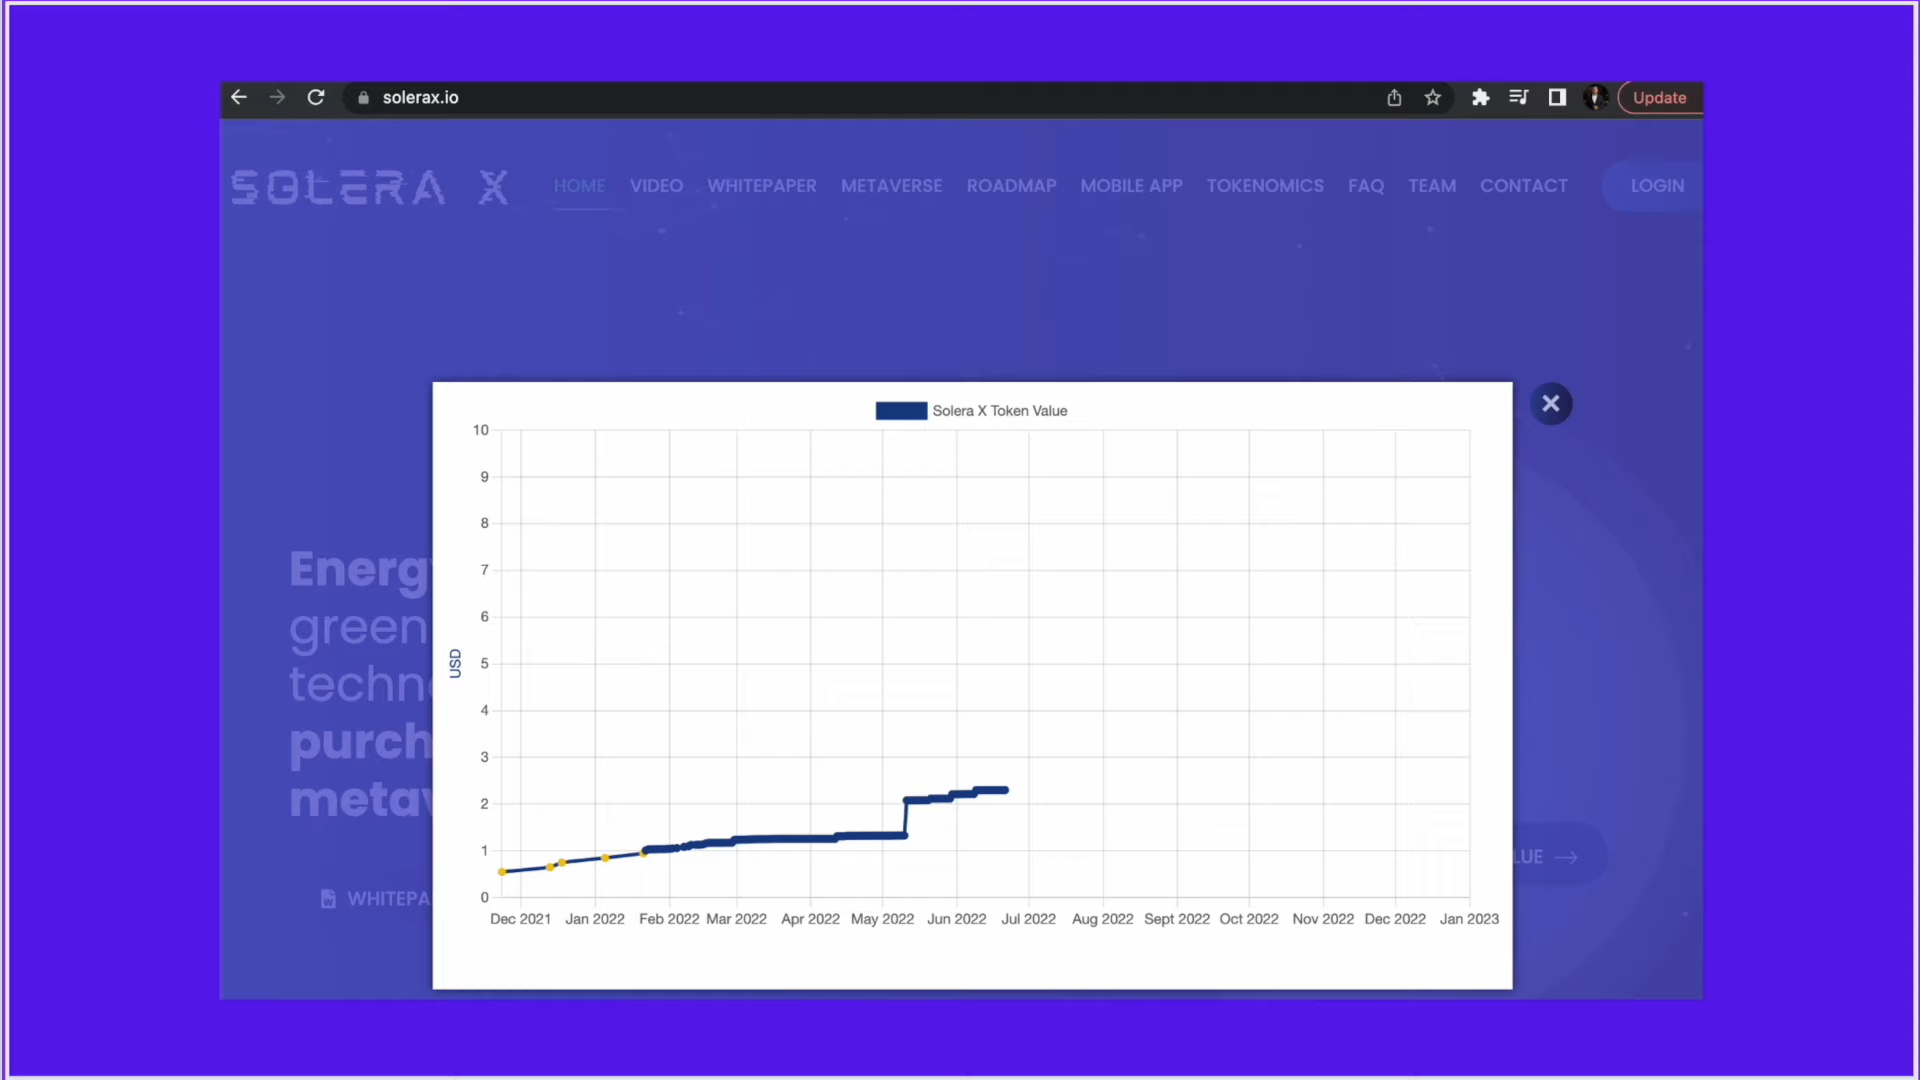 solerax.io
Update
SOLERA X
HOME VIDEO WHITEPAPER METAVERSE ROADMAP MOBILE APP TOKENOMICS FAQ TEAM CONTACT LOGIN
Solera X Token Value
10
9
8
7
6
5
4
3
2
1
0
USD
Dec 2021 Jan 2022 Feb 2022 Mar 2022 Apr 2022 May 2022 Jun 2022 Jul 2022 Aug 2022 Sept 2022 Oct 2022 Nov 2022 Dec 2022 Jan 2023
Energy
green
techn
purch
metav
WHITEPA
LUE